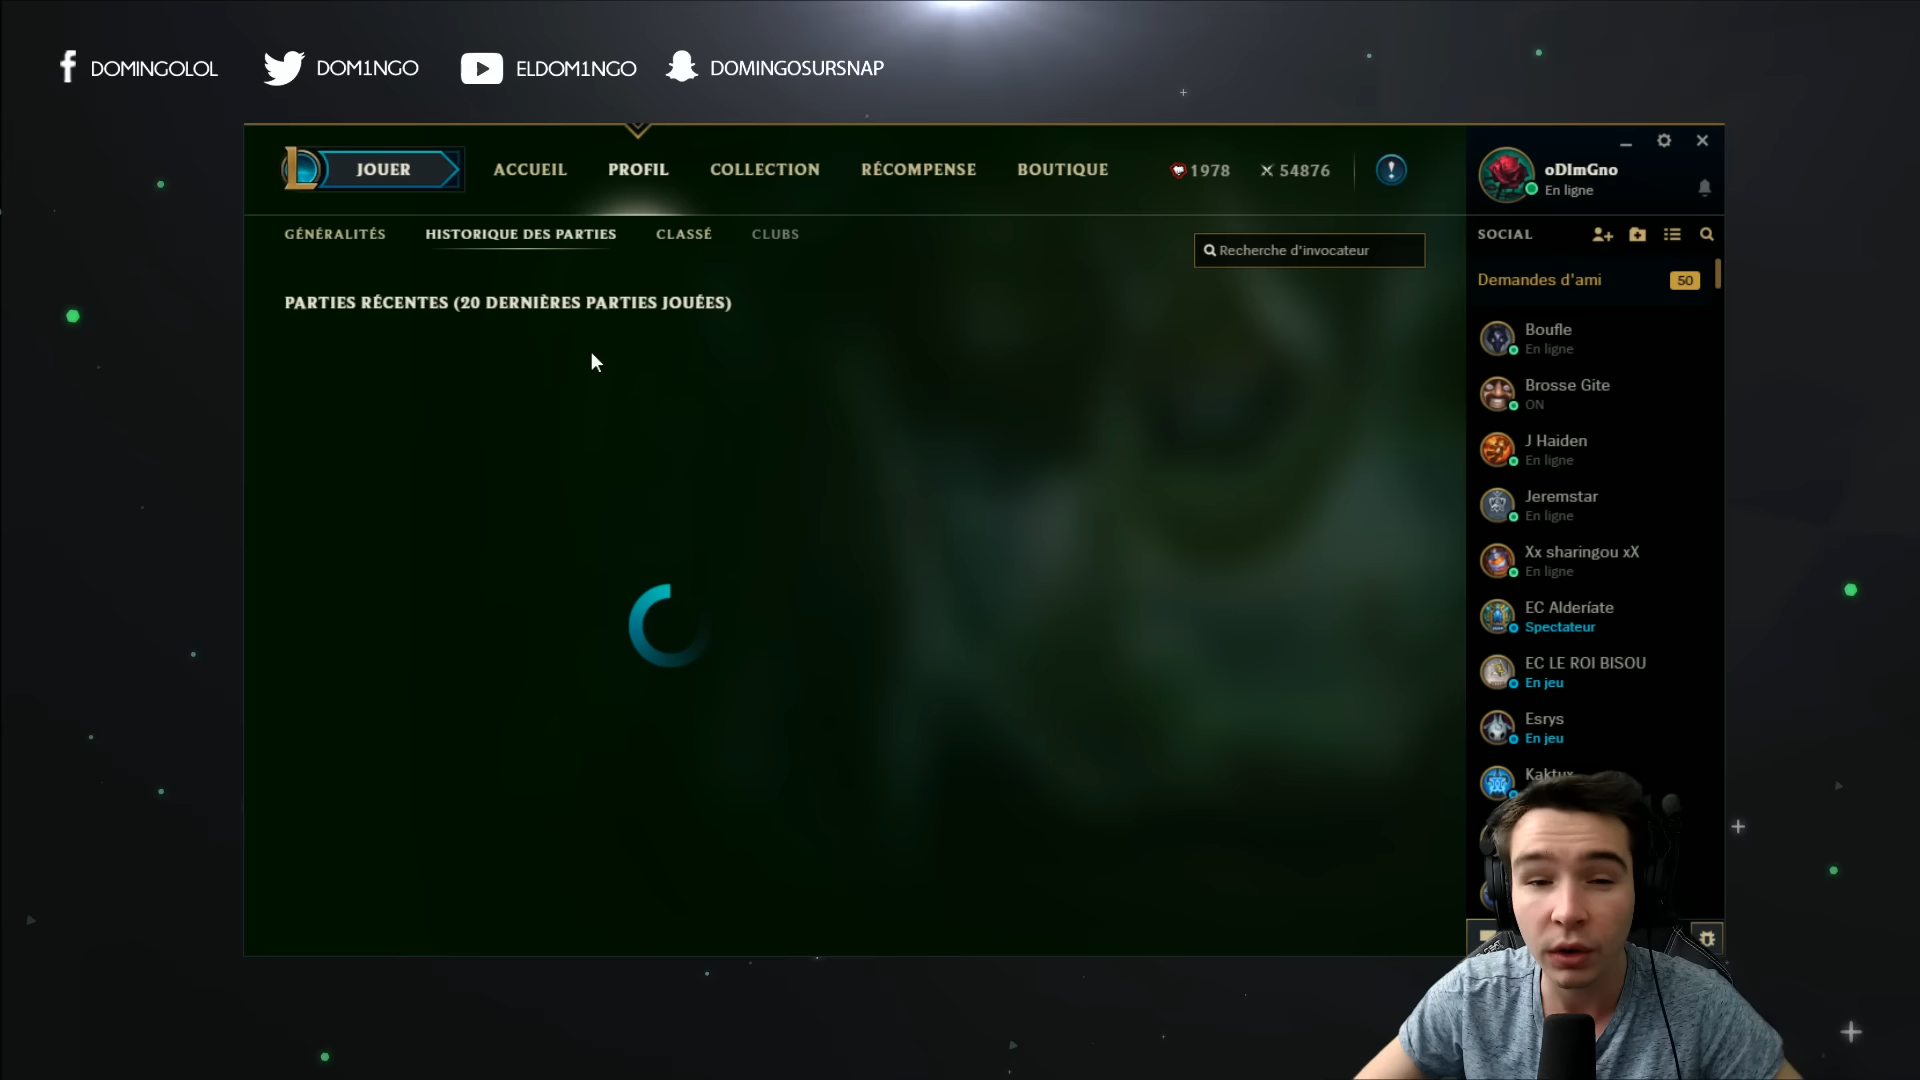 DOMINGOLOL
DOM1NGO
ELDOM1NGO
DOMINGOSURSNAP
JOUER
ACCUEIL
PROFIL
COLLECTION
RÉCOMPENSE
BOUTIQUE
1978
54876
oDImGno
En ligne
GÉNÉRALITÉS
HISTORIQUE DES PARTIES
CLASSÉ
CLUBS
Recherche d'invocateur
SOCIAL
Demandes d'ami
50
PARTIES RÉCENTES (20 DERNIÈRES PARTIES JOUÉES)
Boufle
En ligne
Brosse Gite
ON
J Haiden
En ligne
Jeremstar
En ligne
Xx sharingou xX
En ligne
EC Alderíate
Spectateur
EC LE ROI BISOU
En jeu
Esrys
En jeu
Kaktux